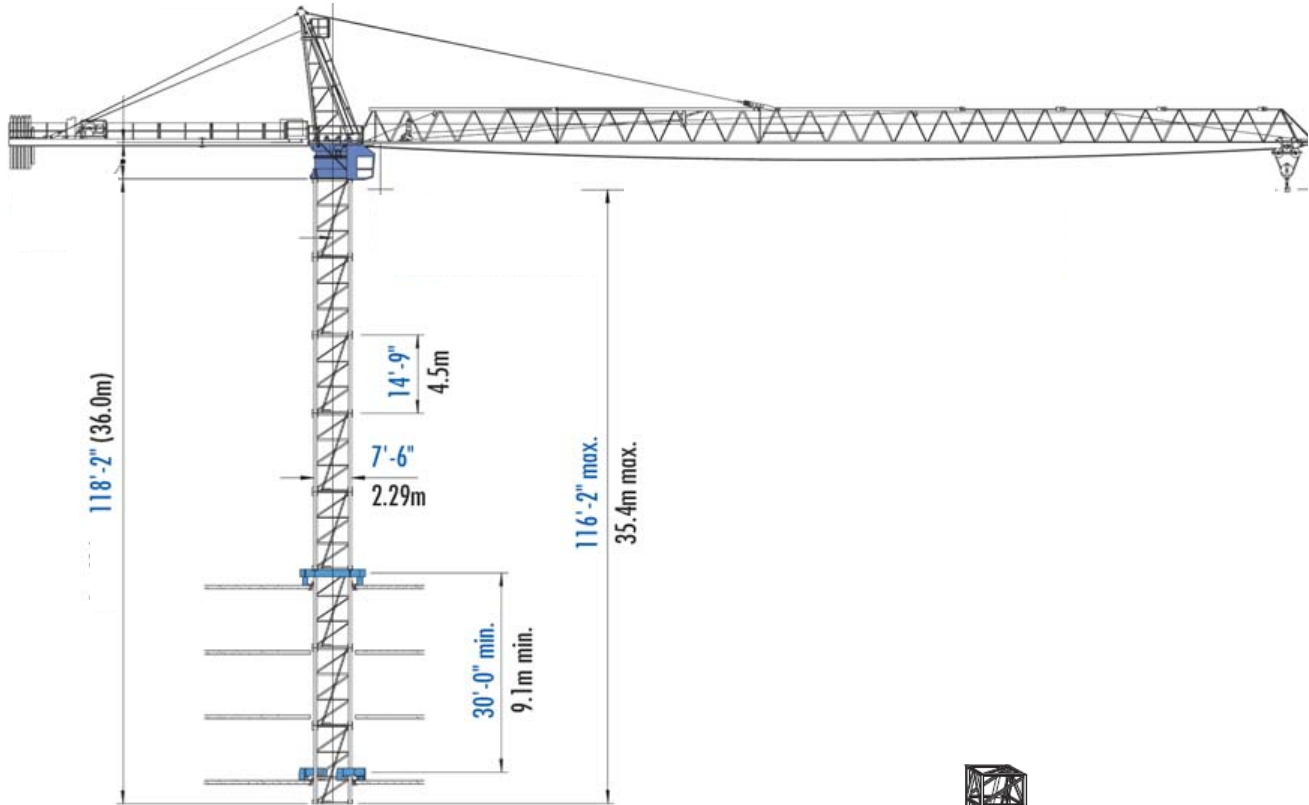 118'-2" (36.0m)
14'-9"
4.5m
7'-6"
2.29m
116'-2" max.
35.4m max.
30'-0" min.
9.1m min.